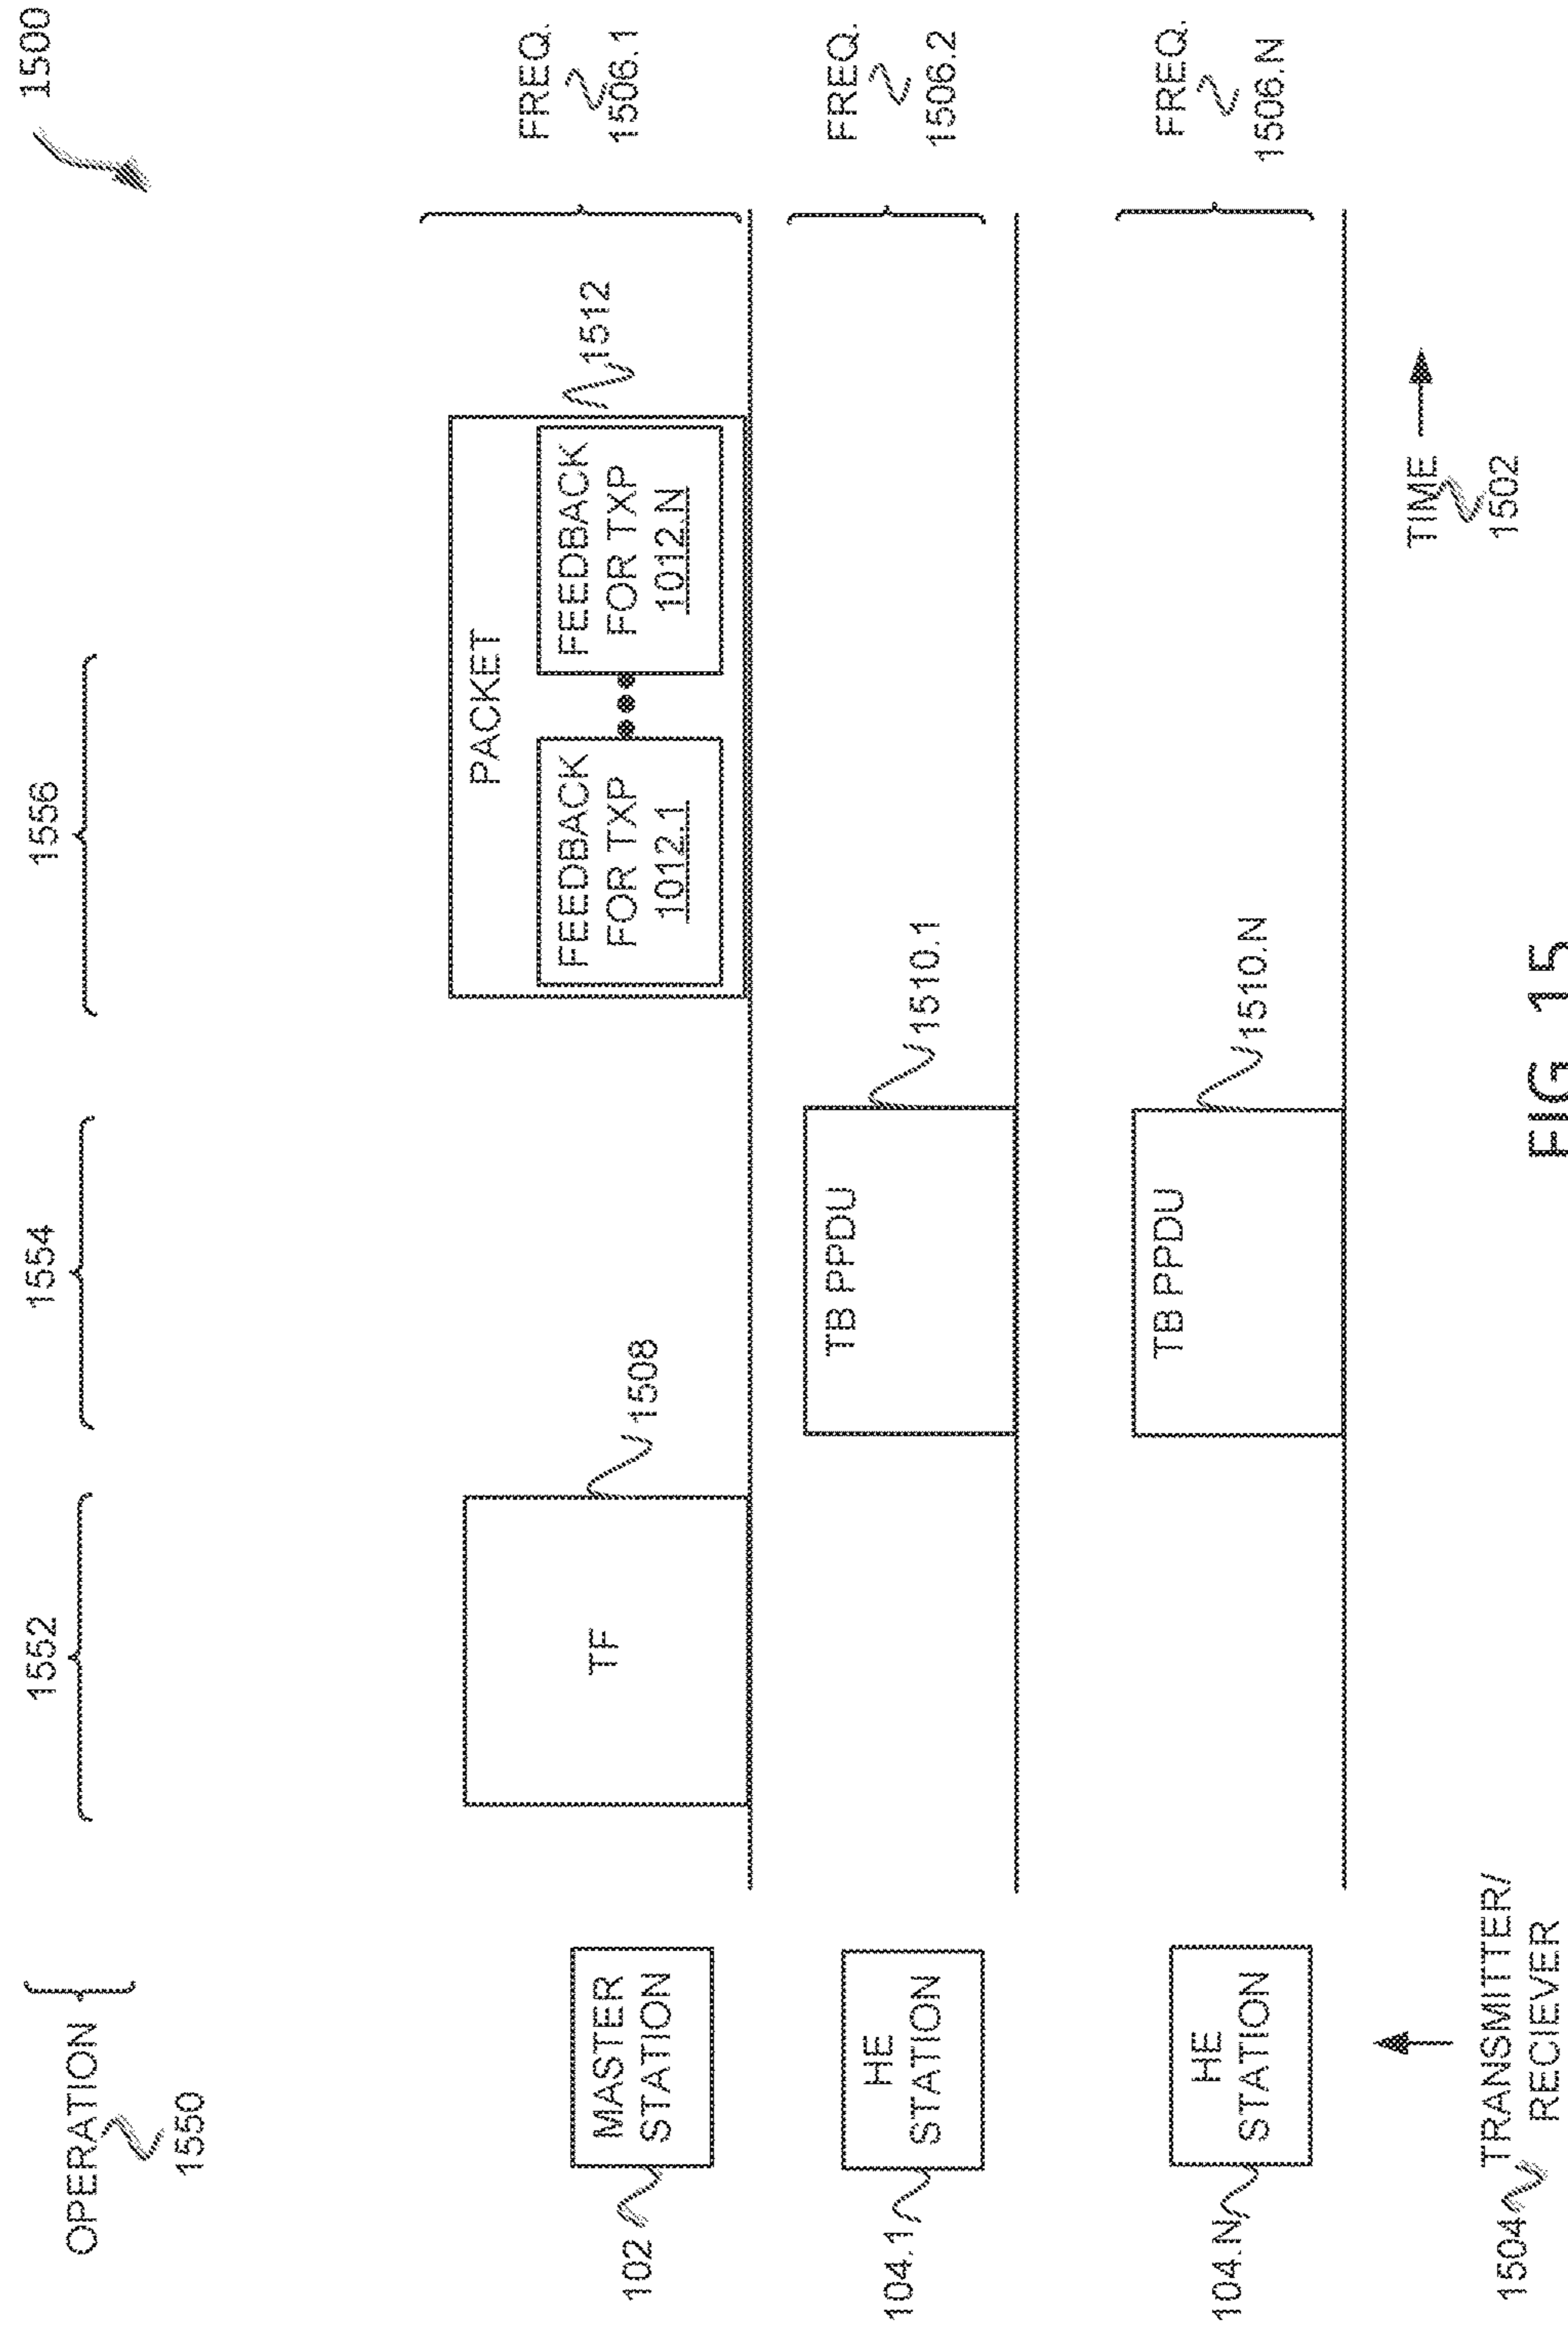 1500
OPERATION
1550
1552
1554
1556
102
MASTER
STATION
TF
1508
PACKET
FEEDBACK
FOR TXP
1012.1
FEEDBACK
FOR TXP
1012.N
1512
FREQ.
1506.1
104.1
HE
STATION
TB PPDU
1510.1
FREQ.
1506.2
104.N
HE
STATION
TB PPDU
1510.N
FREQ.
1506.N
1504
TRANSMITTER/
RECIEVER
TIME
1502
FIG. 15